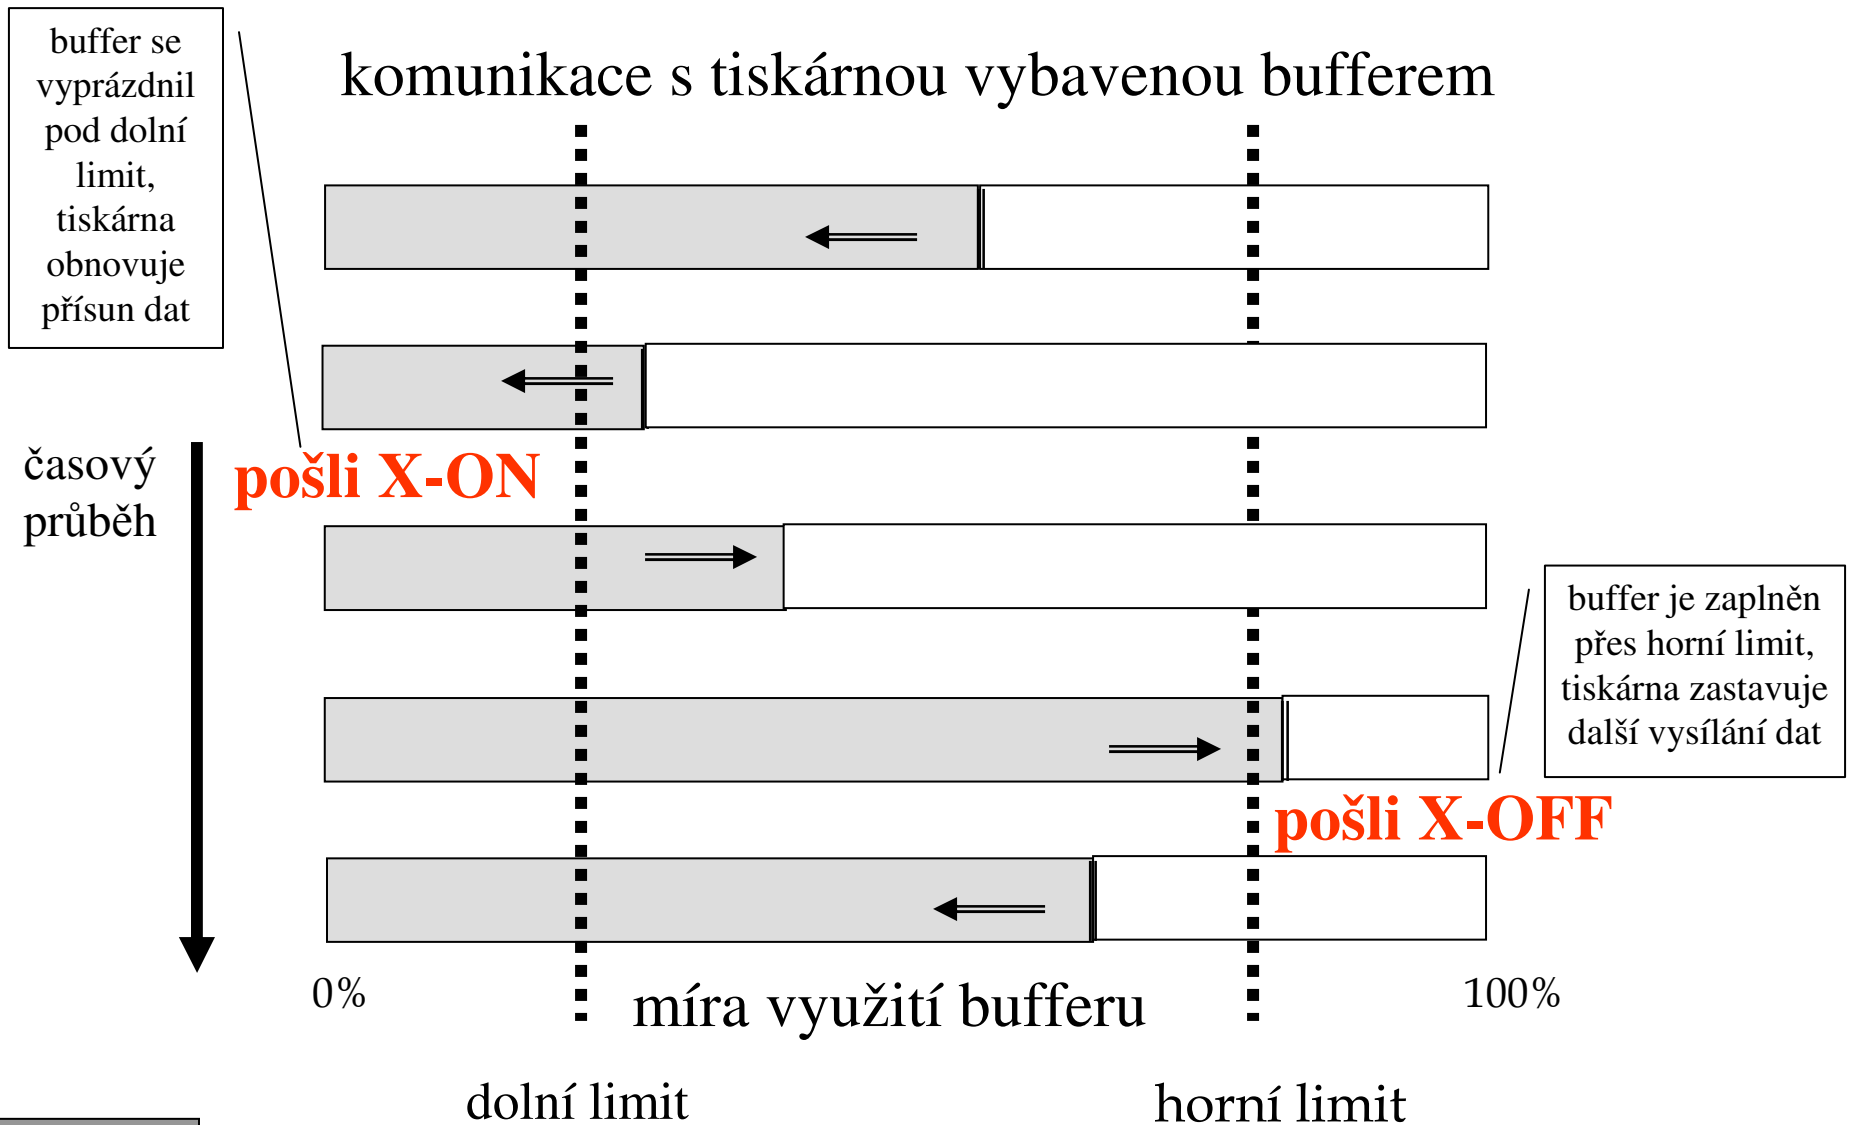 buffer se
vyprázdnil
pod dolní
limit,
tiskárna
obnovuje
přísun dat
komunikace s tiskárnou vybavenou bufferem
časový
průběh
pošli X-ON
buffer je zaplněn
přes horní limit,
tiskárna zastavuje
další vysílání dat
pošli X-OFF
0%
míra využití bufferu
100%
dolní limit
horní limit